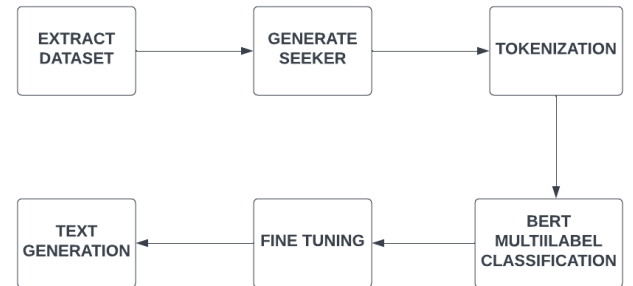 EXTRACT
DATASET
GENERATE
SEEKER
TOKENIZATION
BERT
MULTIILABEL
CLASSIFICATION
FINE TUNING
TEXT
GENERATION